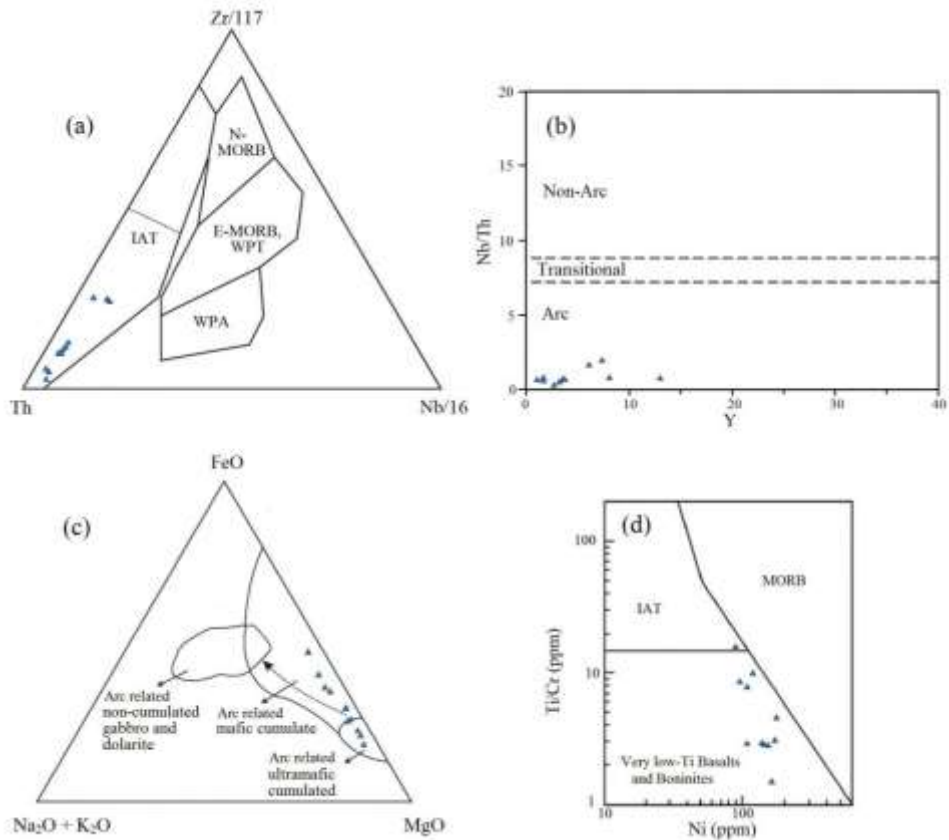 Zr/117
(a)
N-
MORB
IAT
E-MORB,
WPT
WPA
Th
Nb/16
20
(b)
15
Non-Arc
Nb/Th
10
Transitional
5
Arc
0
0
10
20
30
40
Y
FeO
(c)
Arc related
non-cumulated
gabbro and
dolarite
Arc related
mafic cumulate
Arc related
ultramafic
cumulated
Na₂O + K₂O
MgO
(d)
100
MORB
IAT
Ti/Cr (ppm)
10
Very low-Ti Basalts
and Boninites
1
10
100
Ni (ppm)